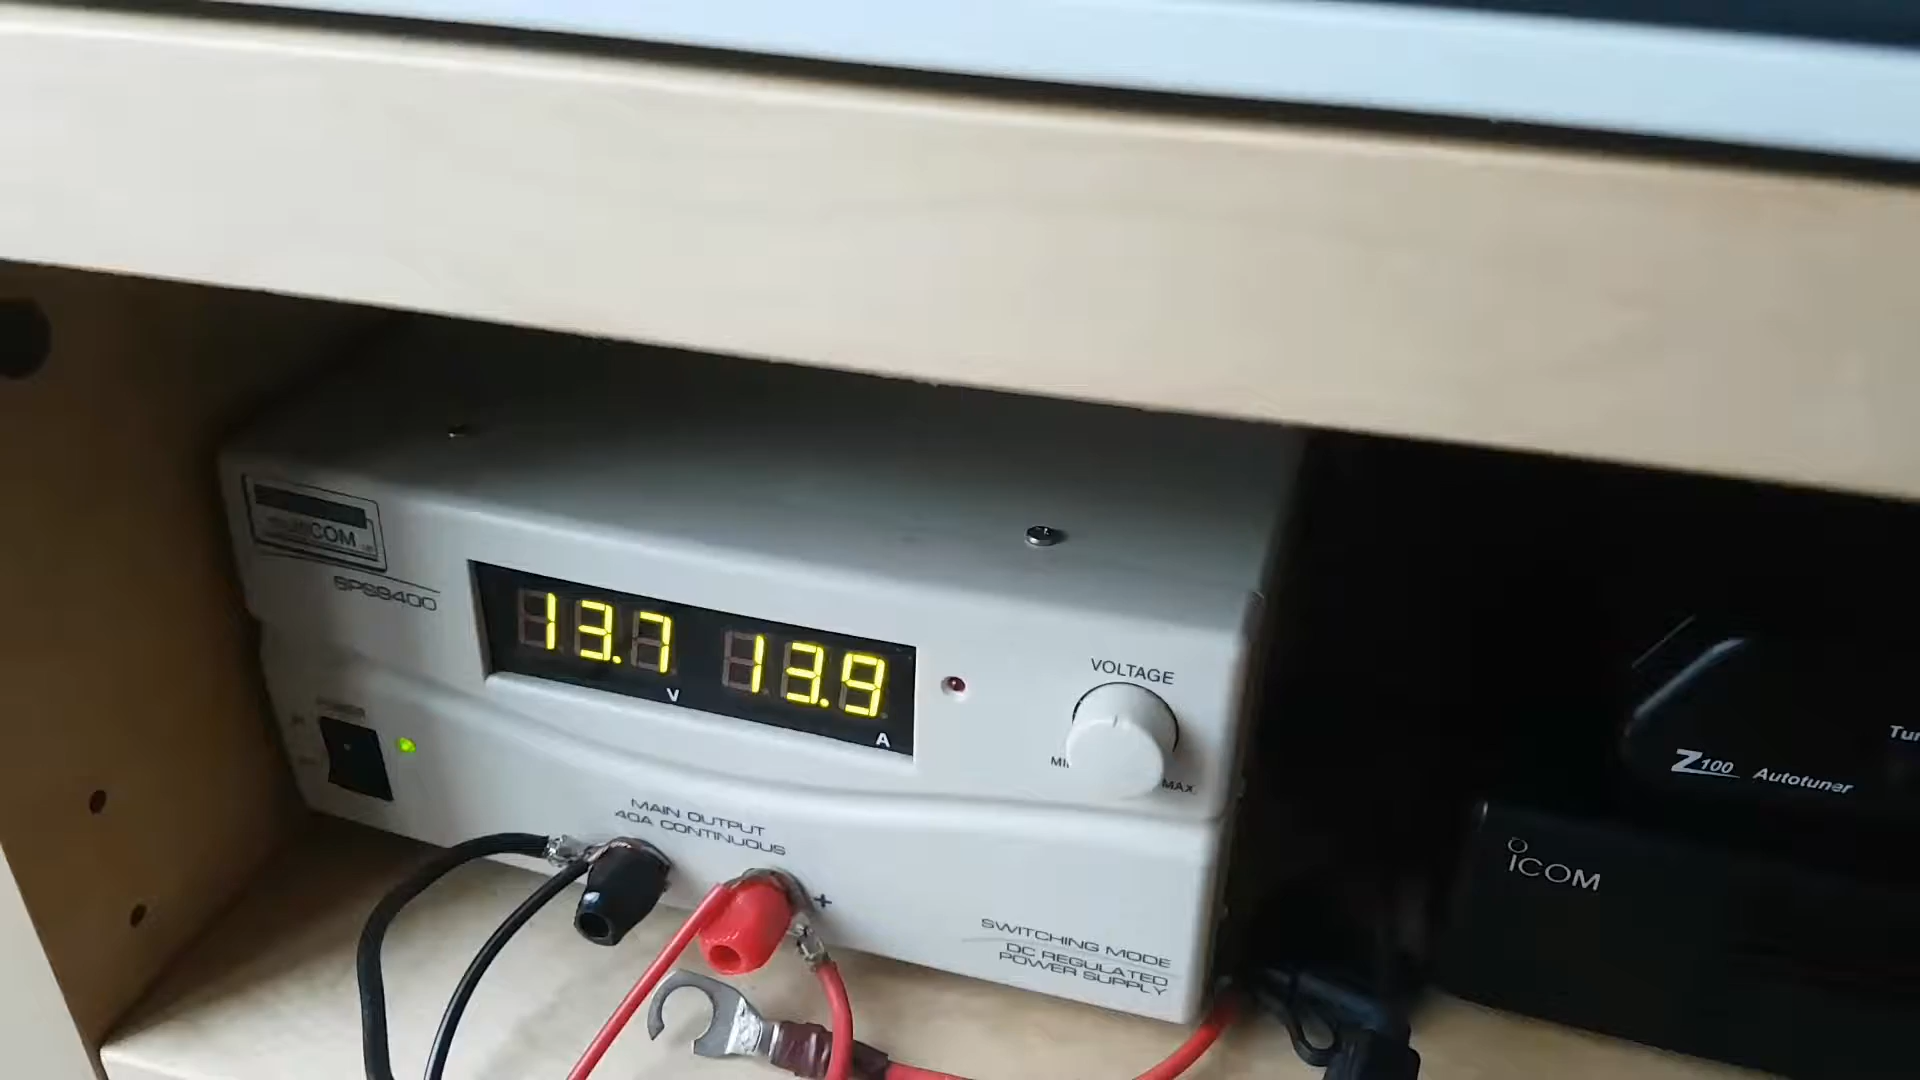 COM
SPS9400
13.7
V
13.9
A
VOLTAGE
MAX
POWER
MAIN OUTPUT
40A CONTINUOUS
+
SWITCHING MODE
DC REGULATED
POWER SUPPLY
Z100 Autotuner
ICOM